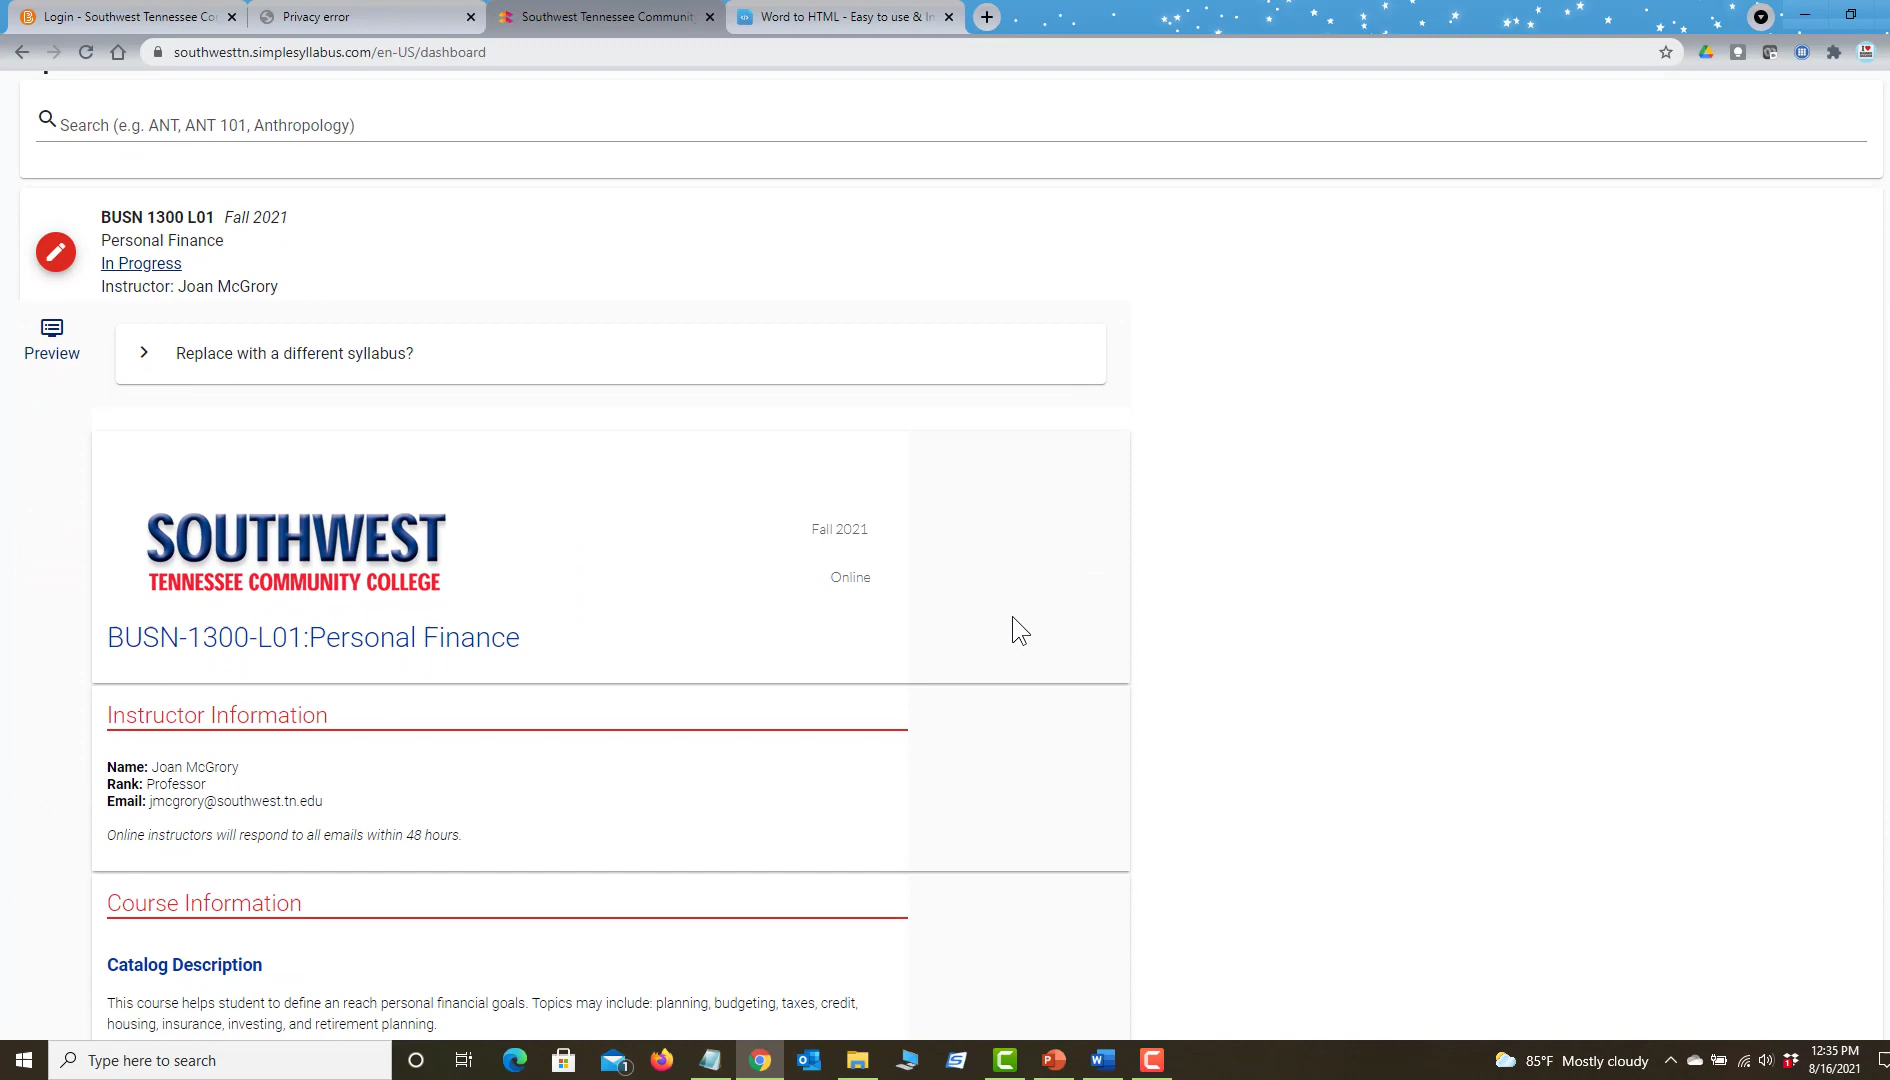 Login - Southwest Tennessee Co
Privacy error
Southwest Tennessee Communit
Word to HTML - Easy to use & In
southwesttn.simplesyllabus.com/en-US/dashboard
Search (e.g. ANT, ANT 101, Anthropology)
BUSN 1300 L01 Fall 2021
Personal Finance
In Progress
Instructor: Joan McGrory
Preview
Replace with a different syllabus?
SOUTHWEST
TENNESSEE COMMUNITY COLLEGE
Fall 2021
Online
BUSN-1300-L01:Personal Finance
Instructor Information
Name: Joan McGrory
Rank: Professor
Email: jmcgrory@southwest.tn.edu
Online instructors will respond to all emails within 48 hours.
Course Information
Catalog Description
This course helps student to define an reach personal financial goals. Topics may include: planning, budgeting, taxes, credit,
housing, insurance, investing, and retirement planning.
Type here to search
85°F Mostly cloudy
12:35 PM
8/16/2021